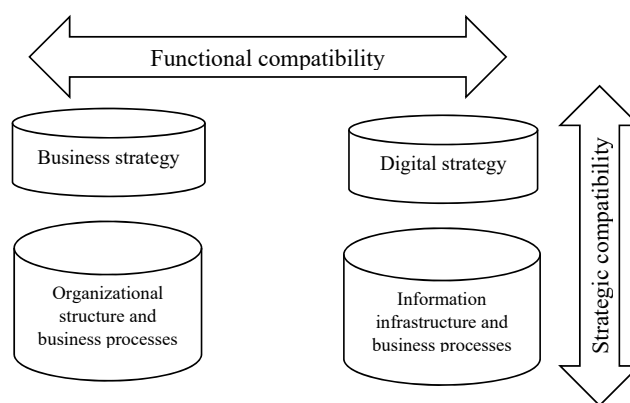 Functional compatibility
Business strategy
Digital strategy
Organizational
structure and
business processes
Information
infrastructure and
business processes
Strategic compatibility